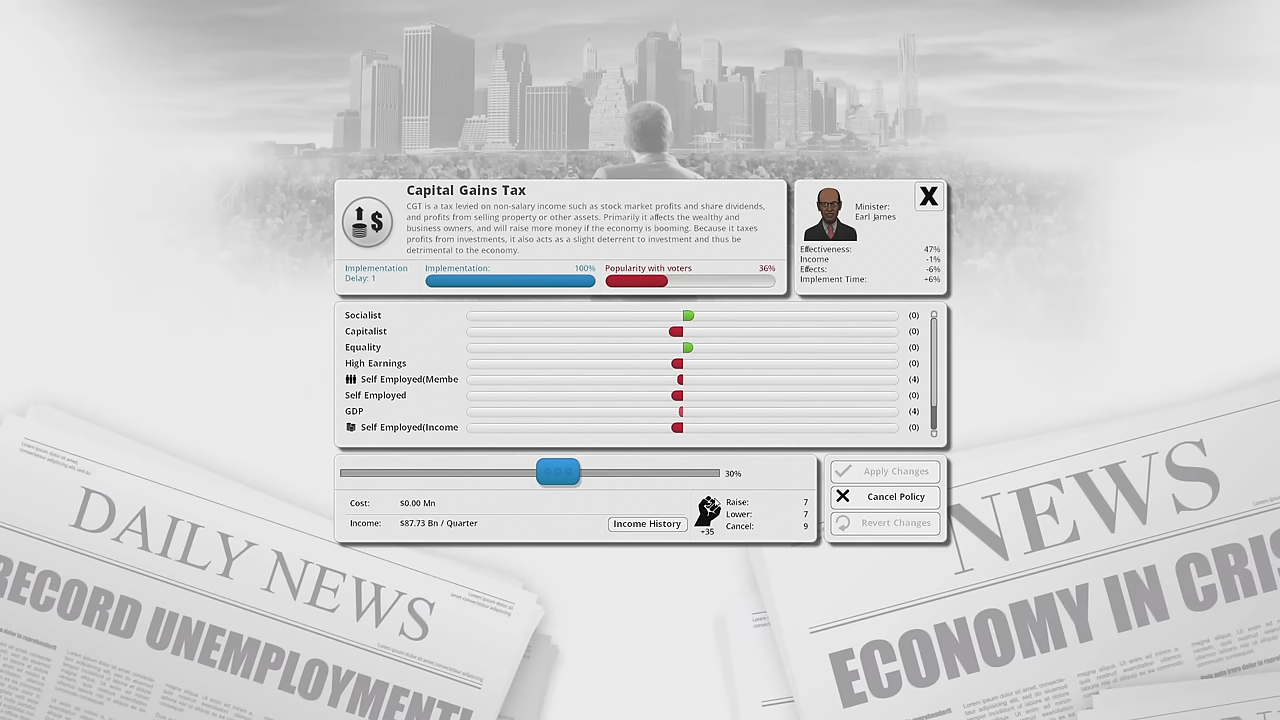 Capital Gains Tax
CGT is a tax levied on non-salary income such as stock market profits and share dividends,
and profits from selling property or other assets. Primarily it affects the wealthy and
business owners, and will raise more money if the economy is booming. Because it taxes
profits from investments, it also acts as a slight deterrent to investment and thus be
detrimental to the economy.
Implementation
Delay: 1
Implementation: 100%
Popularity with voters 36%
X
Minister:
Earl James
Effectiveness: 47%
Income -1%
Effects: -6%
Implement Time: +6%
Socialist (0)
Capitalist (0)
Equality (0)
High Earnings (0)
Self Employed(Membe (4)
Self Employed (0)
GDP (4)
Self Employed(Income (0)
30%
Cost: $0.00 Mn
Income: $87.73 Bn / Quarter
Income History
+35
Raise: 7
Lower: 7
Cancel: 9
Apply Changes
Cancel Policy
Revert Changes
DAILY NEWS
RECORD UNEMPLOYMENT!
NEWS
ECONOMY IN CRIS